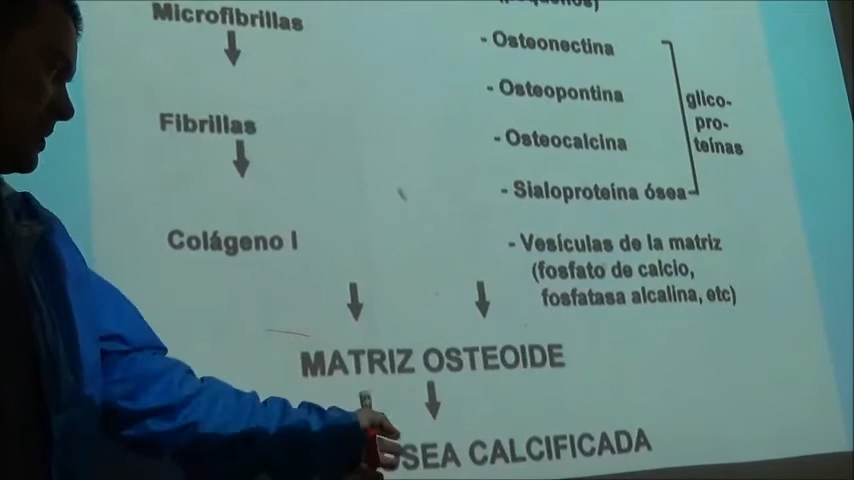 Microfibrillas
Fibrillas
Colágeno I
- Osteonectina
- Osteopontina
- Osteocalcina
- Sialoproteína ósea
glico-
pro-
teínas
- Vesículas de la matriz
(fosfato de calcio,
fosfatasa alcalina, etc)
MATRIZ OSTEOIDE
CALCIFICADA